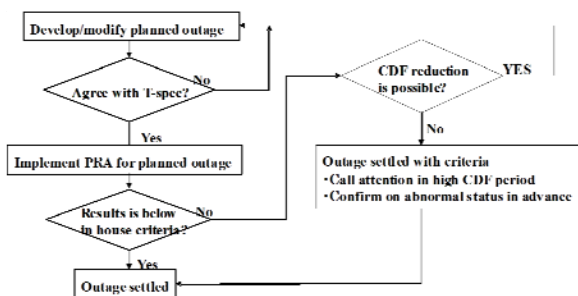 Develop/modify planned outage
No
Agree with T-spec?
Yes
Implement PRA for planned outage
Results is below
in house criteria?
No
Yes
Outage settled
CDF reduction
is possible?
YES
No
Outage settled with criteria
・Call attention in high CDF period
・Confirm on abnormal status in advance